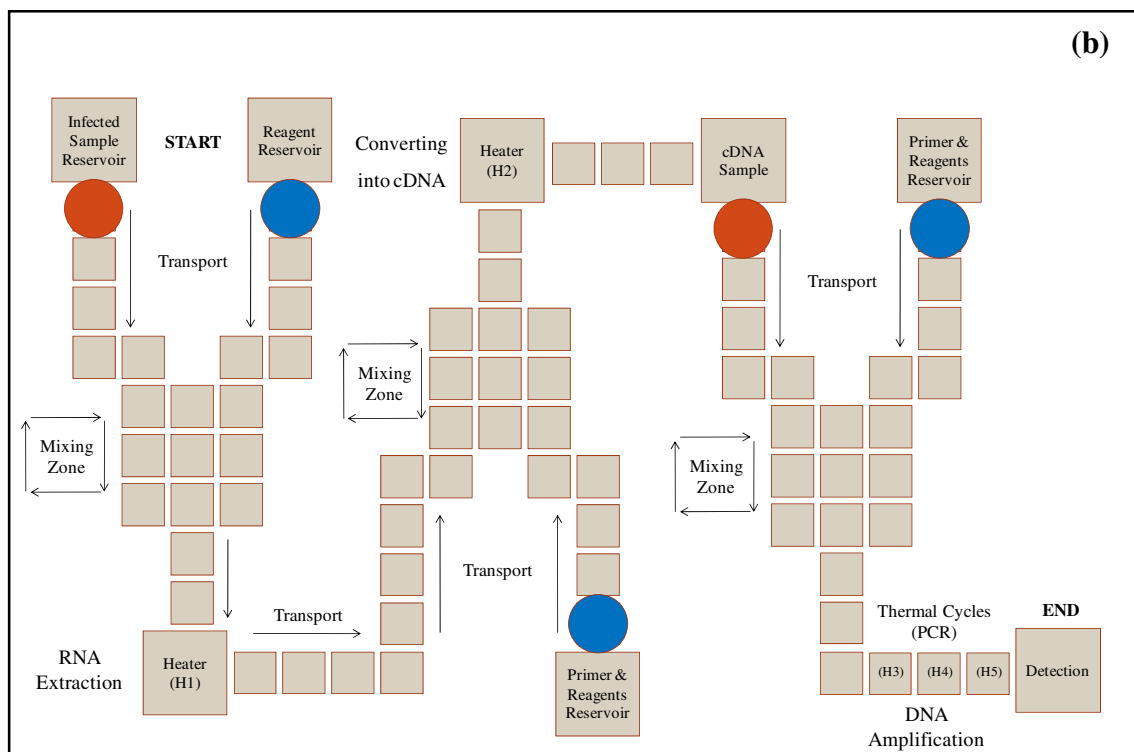 (b)
Infected
Sample
Reservoir
START
Reagent
Reservoir
Transport
Mixing
Zone
RNA
Extraction
Heater
(H1)
Transport
Converting
into cDNA
Heater
(H2)
Mixing
Zone
Transport
Primer &
Reagents
Reservoir
cDNA
Sample
Primer &
Reagents
Reservoir
Transport
Mixing
Zone
Thermal Cycles
(PCR)
END
(H3)
(H4)
(H5)
Detection
DNA
Amplification